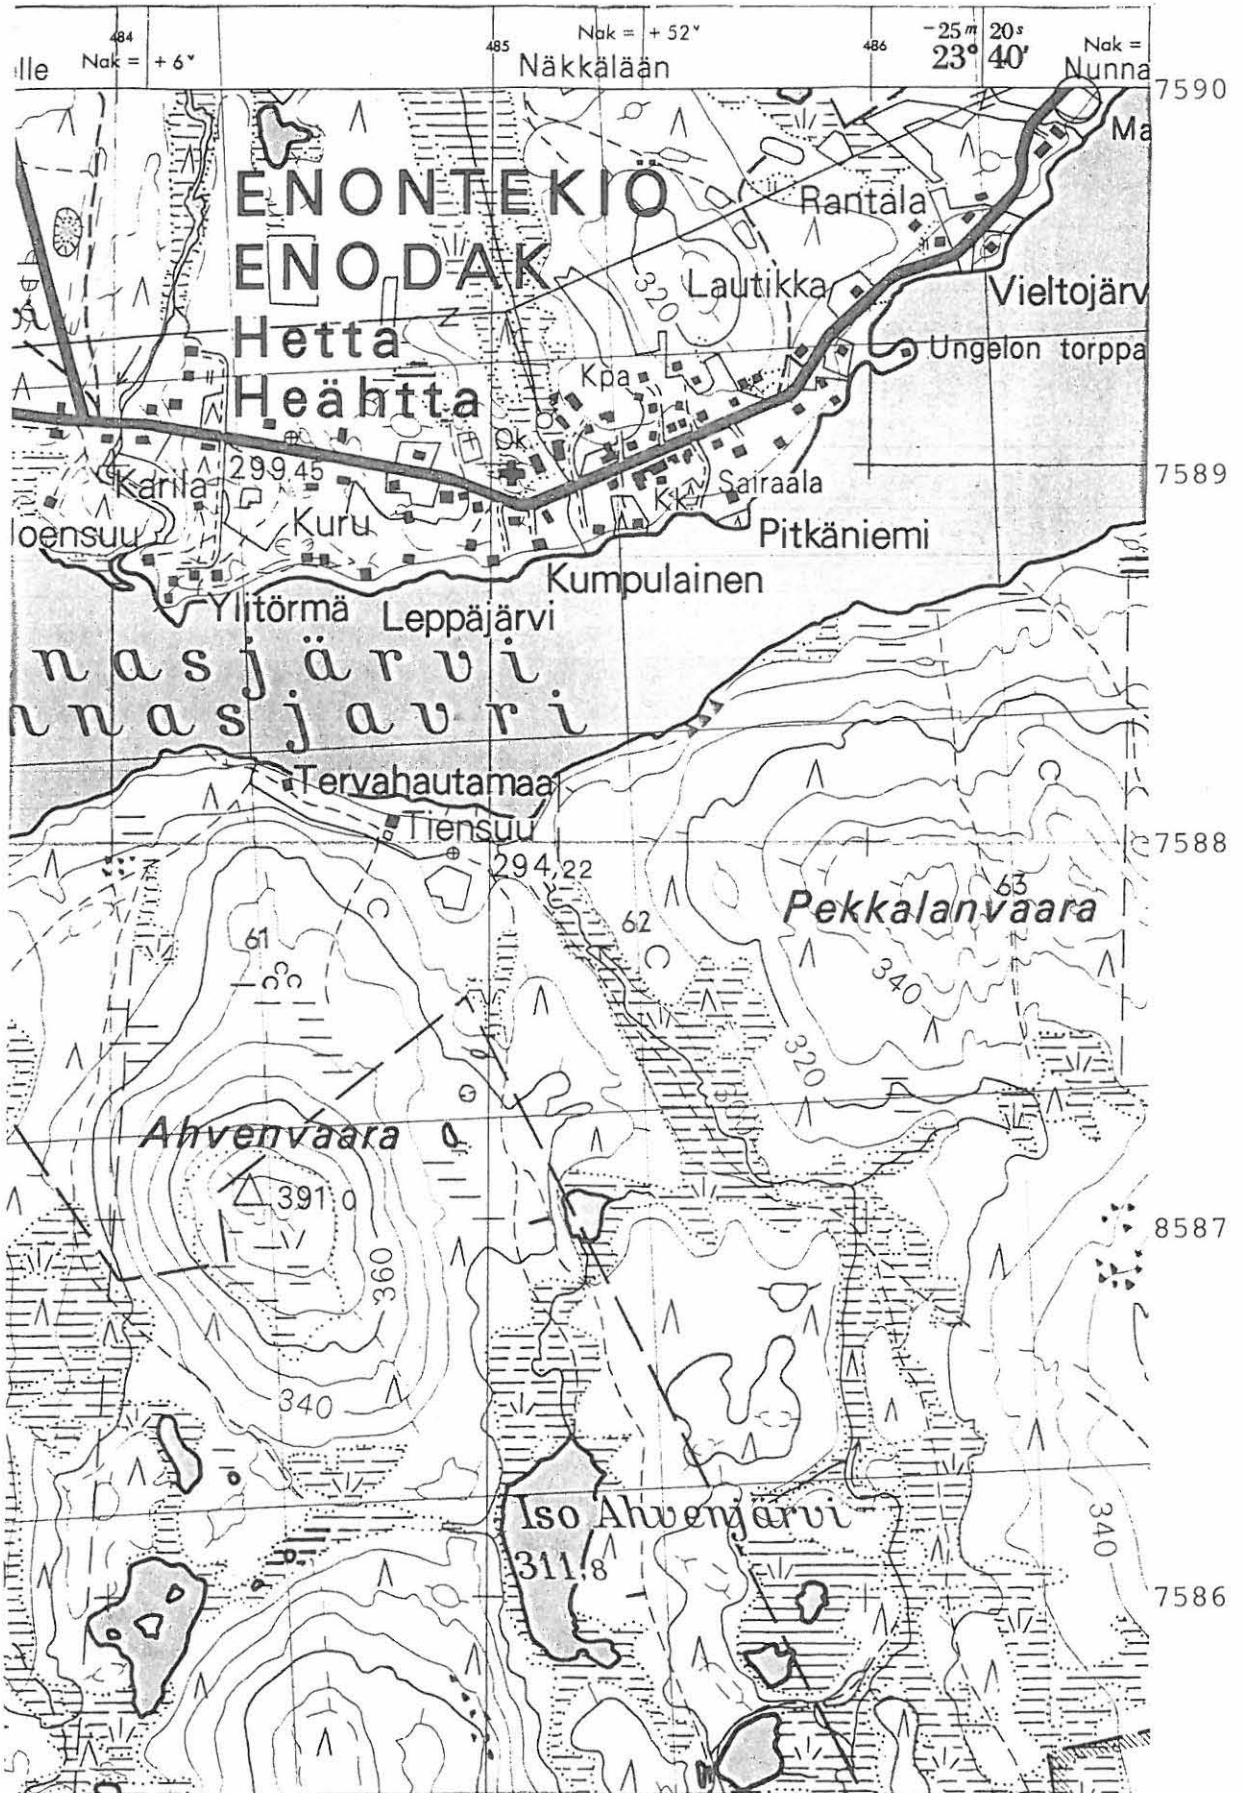 484
Nak = + 6ᵛ
485
Nak = + 52ᵛ
486
-25ᵐ 20ˢ
23° 40'
Nak =
lle
Näkkälään
Nunna
7590
Ma
ENONTEKIÖ
Rantala
ENODAK
320
Lautikka
Vieltojärv
Hetta
Ungelon torppa
Kpa
Heähtta
Ok
299,45
7589
Karila
Sairaala
Kk
Kuru
loensuu
Pitkäniemi
Kumpulainen
Ylitörmä
Leppäjärvi
nasjärvi
nnasjavri
Tervahautamaa
Tiensuu
7588
294,22
63
Pekkalanvaara
62
61
340
320
Ahvenvaara
391,0
8587
360
340
Iso Ahvenjärvi
340
311,8
7586